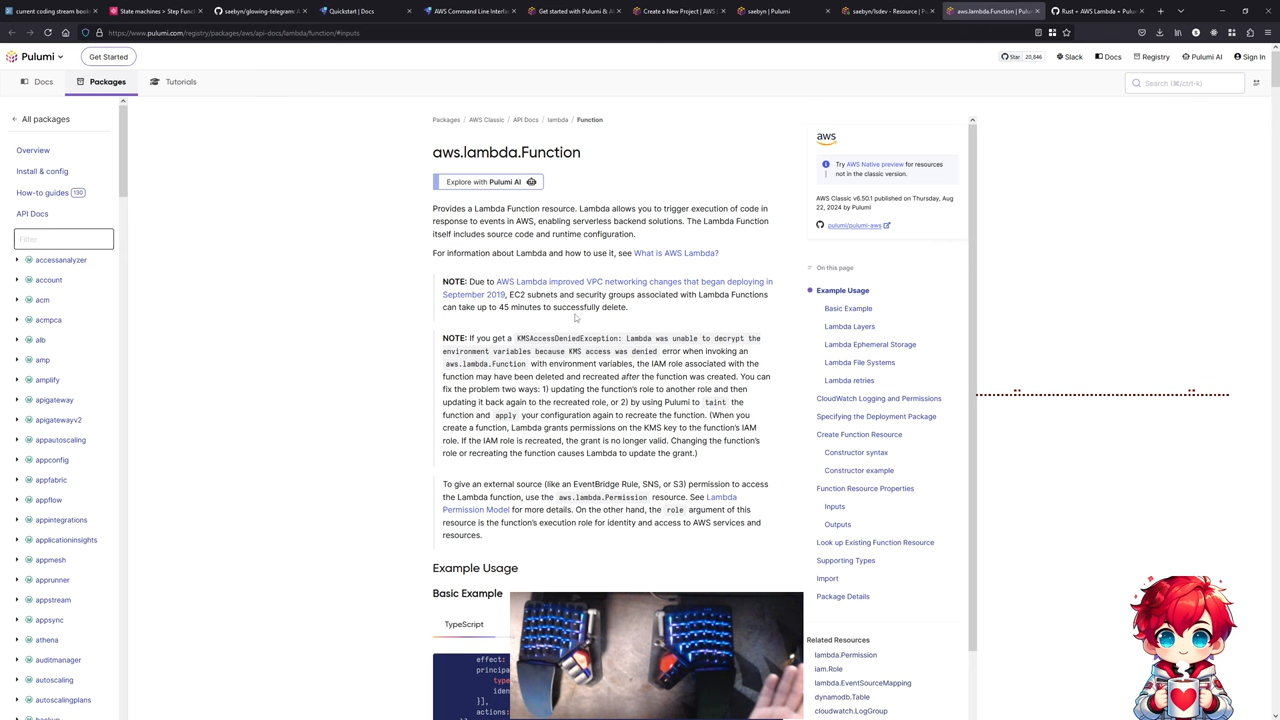 current coding stream book
State machines > Step Func
saebyn/glowing-telegrams
Quickstart | Docs
AWS Command Line Interf
Get started with Pulumi & A
Create a New Project | AWS
saebyn | Pulumi
saebyn/lsdev - Resource | P
aws.lambda.Function | Pulum
Rust + AWS Lambda + Pulum
https://www.pulumi.com/registry/packages/aws/api-docs/lambda/function/#inputs
Pulumi
Get Started
Star 20,846
Slack
Docs
Registry
Pulumi AI
Sign In
Docs
Packages
Tutorials
Search (⌘/ctrl-k)
All packages
Overview
Install & config
How-to guides 130
API Docs
Filter
accessanalyzer
account
acm
acmpca
alb
amp
amplify
apigateway
apigatewayv2
appautoscaling
appconfig
appfabric
appflow
appintegrations
applicationinsights
appmesh
apprunner
appstream
appsync
athena
auditmanager
autoscaling
autoscalingplans
backup
Packages / AWS Classic / API Docs / lambda / Function
aws.lambda.Function
Explore with Pulumi AI
Provides a Lambda Function resource. Lambda allows you to trigger execution of code in
response to events in AWS, enabling serverless backend solutions. The Lambda Function
itself includes source code and runtime configuration.
For information about Lambda and how to use it, see What is AWS Lambda?
NOTE: Due to AWS Lambda improved VPC networking changes that began deploying in
September 2019, EC2 subnets and security groups associated with Lambda Functions
can take up to 45 minutes to successfully delete.
NOTE: If you get a KMSAccessDeniedException: Lambda was unable to decrypt the
environment variables because KMS access was denied error when invoking an
aws.lambda.Function with environment variables, the IAM role associated with the
function may have been deleted and recreated after the function was created. You can
fix the problem two ways: 1) updating the function's role to another role and then
updating it back again to the recreated role, or 2) by using Pulumi to taint the
function and apply your configuration again to recreate the function. (When you
create a function, Lambda grants permissions on the KMS key to the function's IAM
role. If the IAM role is recreated, the grant is no longer valid. Changing the function's
role or recreating the function causes Lambda to update the grant.)
To give an external source (like an EventBridge Rule, SNS, or S3) permission to access
the Lambda function, use the aws.lambda.Permission resource. See Lambda
Permission Model for more details. On the other hand, the role argument of this
resource is the function's execution role for identity and access to AWS services and
resources.
Example Usage
Basic Example
TypeScript
effect:
principa
type
iden
}],
actions:
aws
Try AWS Native preview for resources
not in the classic version.
AWS Classic v6.50.1 published on Thursday, Aug
22, 2024 by Pulumi
pulumi/pulumi-aws
On this page
Example Usage
Basic Example
Lambda Layers
Lambda Ephemeral Storage
Lambda File Systems
Lambda retries
CloudWatch Logging and Permissions
Specifying the Deployment Package
Create Function Resource
Constructor syntax
Constructor example
Function Resource Properties
Inputs
Outputs
Look up Existing Function Resource
Supporting Types
Import
Package Details
Related Resources
lambda.Permission
iam.Role
lambda.EventSourceMapping
dynamodb.Table
cloudwatch.LogGroup